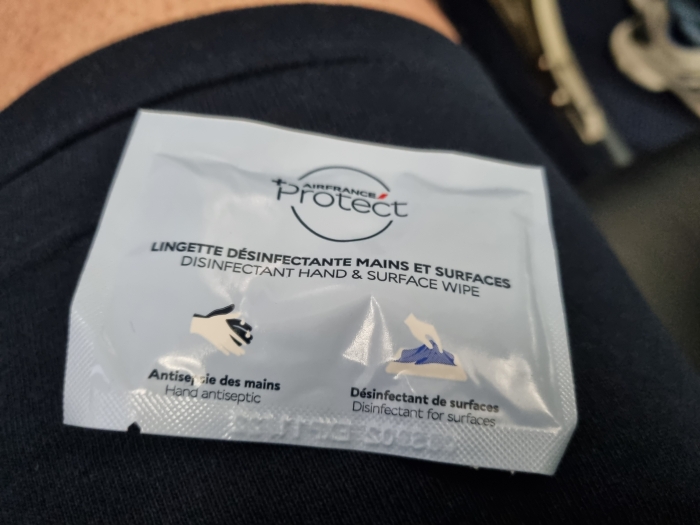 AIRFRANCE
Protect
LINGETTE DÉSINFECTANTE MAINS ET SURFACES
DISINFECTANT HAND & SURFACE WIPE
Antisepsie des mains
Hand antiseptic
Désinfectant de surfaces
Disinfectant for surfaces